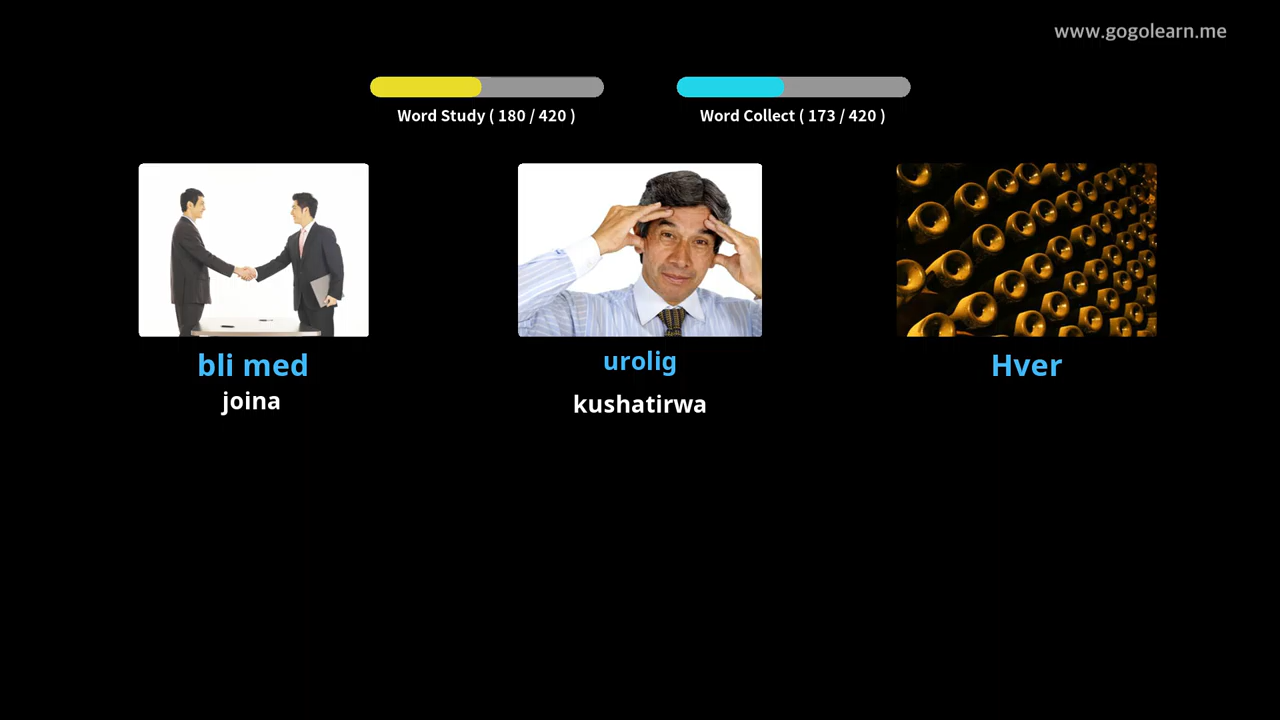 www.gogolearn.me
Word Study ( 180 / 420 )
Word Collect ( 173 / 420 )
bli med
joina
urolig
kushatirwa
Hver